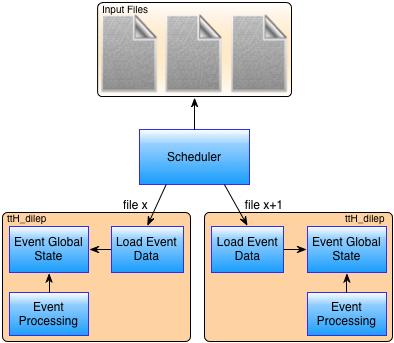 Input Files
Scheduler
file x
file x+1
ttH_dilep
ttH_dilep
Event Global
State
Load Event
Data
Load Event
Data
Event Global
State
Event
Processing
Event
Processing